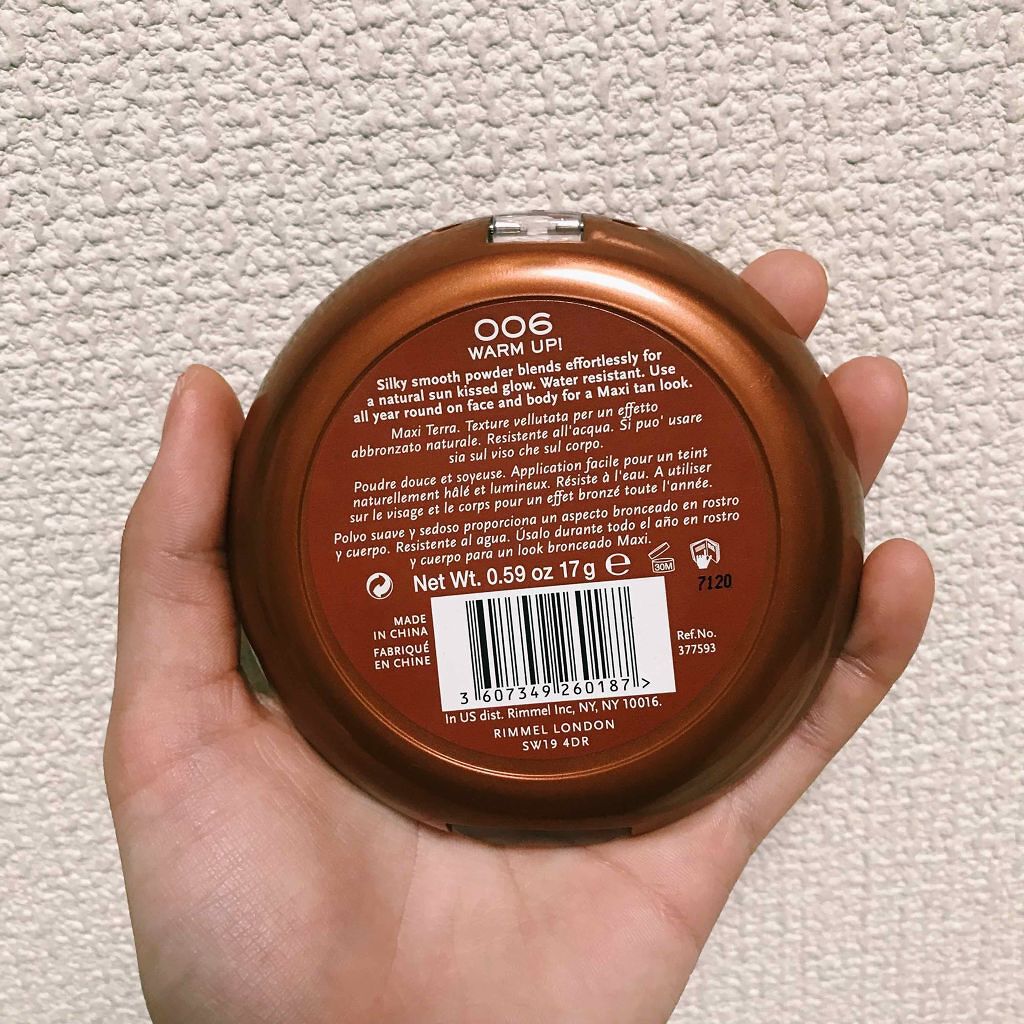 006
WARM UP!
Silky smooth powder blends effortlessly for
a natural sun kissed glow. Water resistant. Use
all year round on face and body for a Maxi tan look.
Maxi Terra. Texture vellutata per un effetto
abbronzato naturale. Resistente all'acqua. Si puo' usare
sia sul viso che sul corpo.
Poudre douce et soyeuse. Application facile pour un teint
naturellement hâlé et lumineux. Résiste à l'eau. A utiliser
sur le visage et le corps pour un effet bronzé toute l'année.
Polvo suave y sedoso proporciona un aspecto bronceado en rostro
y cuerpo. Resistente al agua. Úsalo durante todo el año en rostro
y cuerpo para un look bronceado Maxi.
Net Wt. 0.59 oz 17 g ℮
30M
7120
MADE
IN CHINA
FABRIQUÉ
EN CHINE
Ref.No.
377593
3 607349 260187 >
In US dist. Rimmel Inc, NY, NY 10016.
RIMMEL LONDON
SW19 4DR